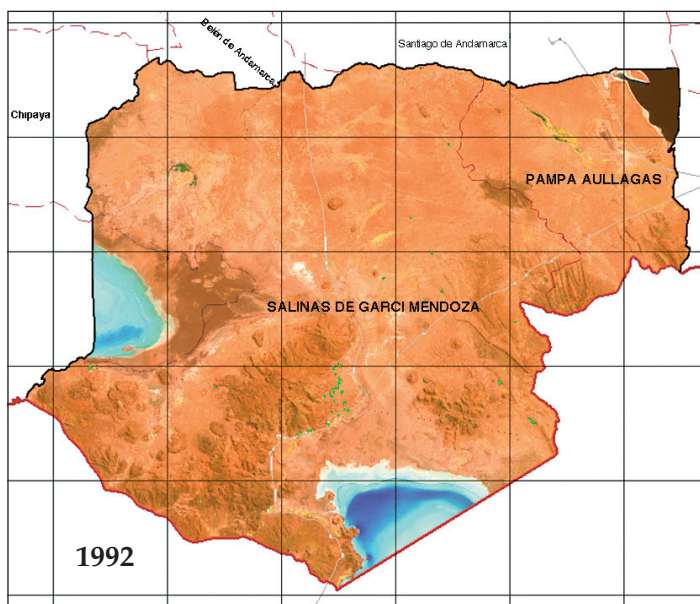 Belén de Andamarca
Santiago de Andamarca
Chipaya
PAMPA AULLAGAS
SALINAS DE GARCI MENDOZA
1992